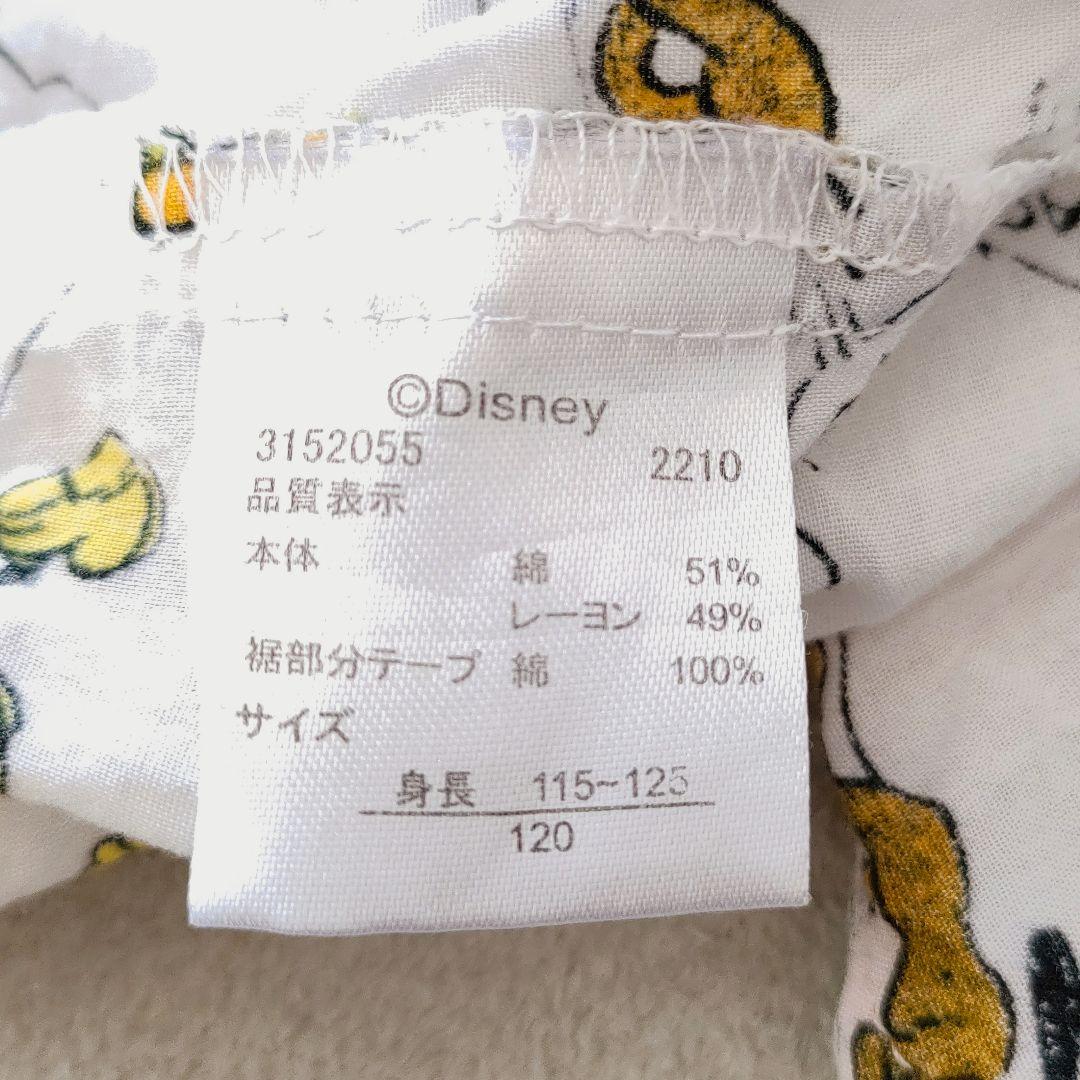 ©Disney
3152055 2210
品質表示
本体 綿 51%
レーヨン 49%
裾部分テープ 綿 100%
サイズ
身長 115~125
120